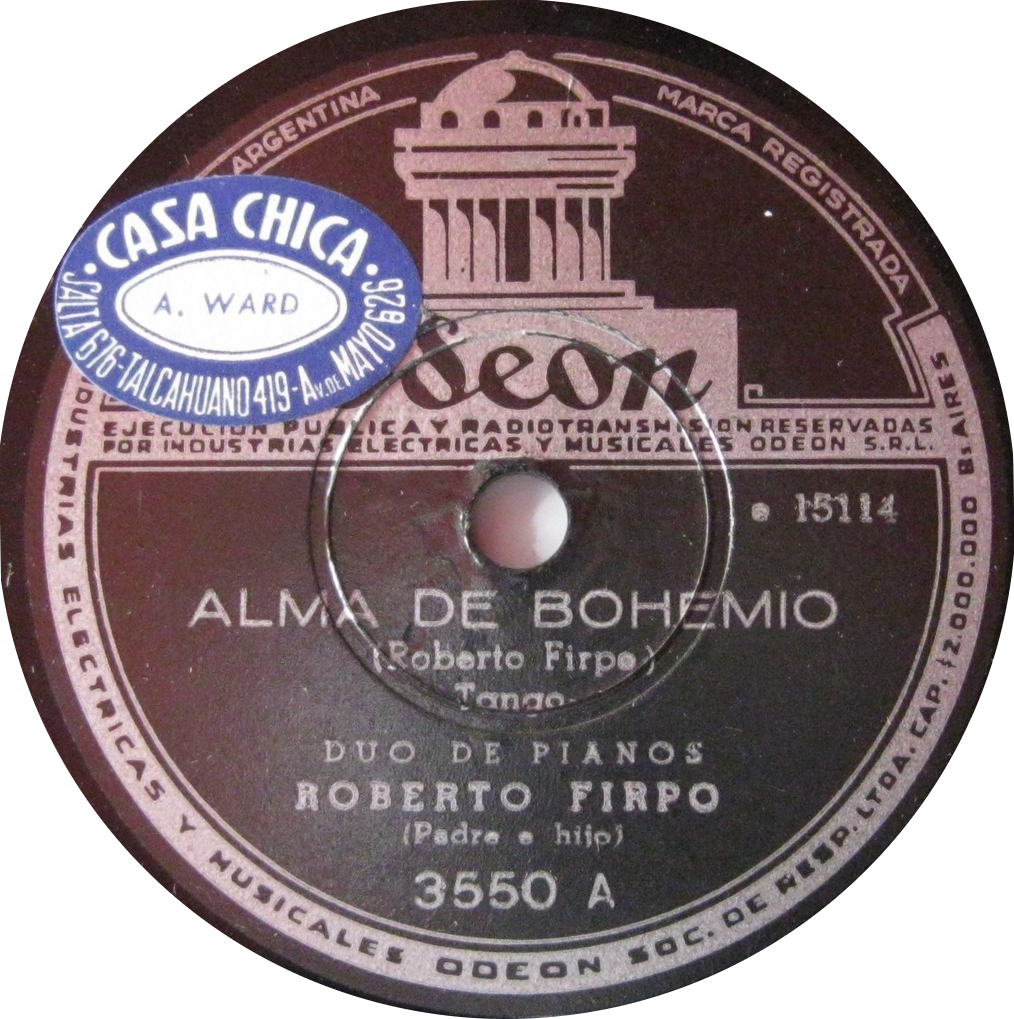 ARGENTINA
MARCA REGISTRADA
CASA CHICA
A. WARD
SALTA 676-TALCAHUANO 419-AV. DE MAYO 929
Odeon
EJECUCION PUBLICA Y RADIOTRANSMISION RESERVADAS
POR INDUSTRIAS ELECTRICAS Y MUSICALES ODEON S.R.L.
e 15114
ALMA DE BOHEMIO
(Roberto Firpo)
Tango
DUO DE PIANOS
ROBERTO FIRPO
(Padre e hijo)
3550 A
INDUSTRIAS ELECTRICAS Y MUSICALES ODEON SOC. DE RESP. LTDA. CAP. $2.000.000 Bs AIRES